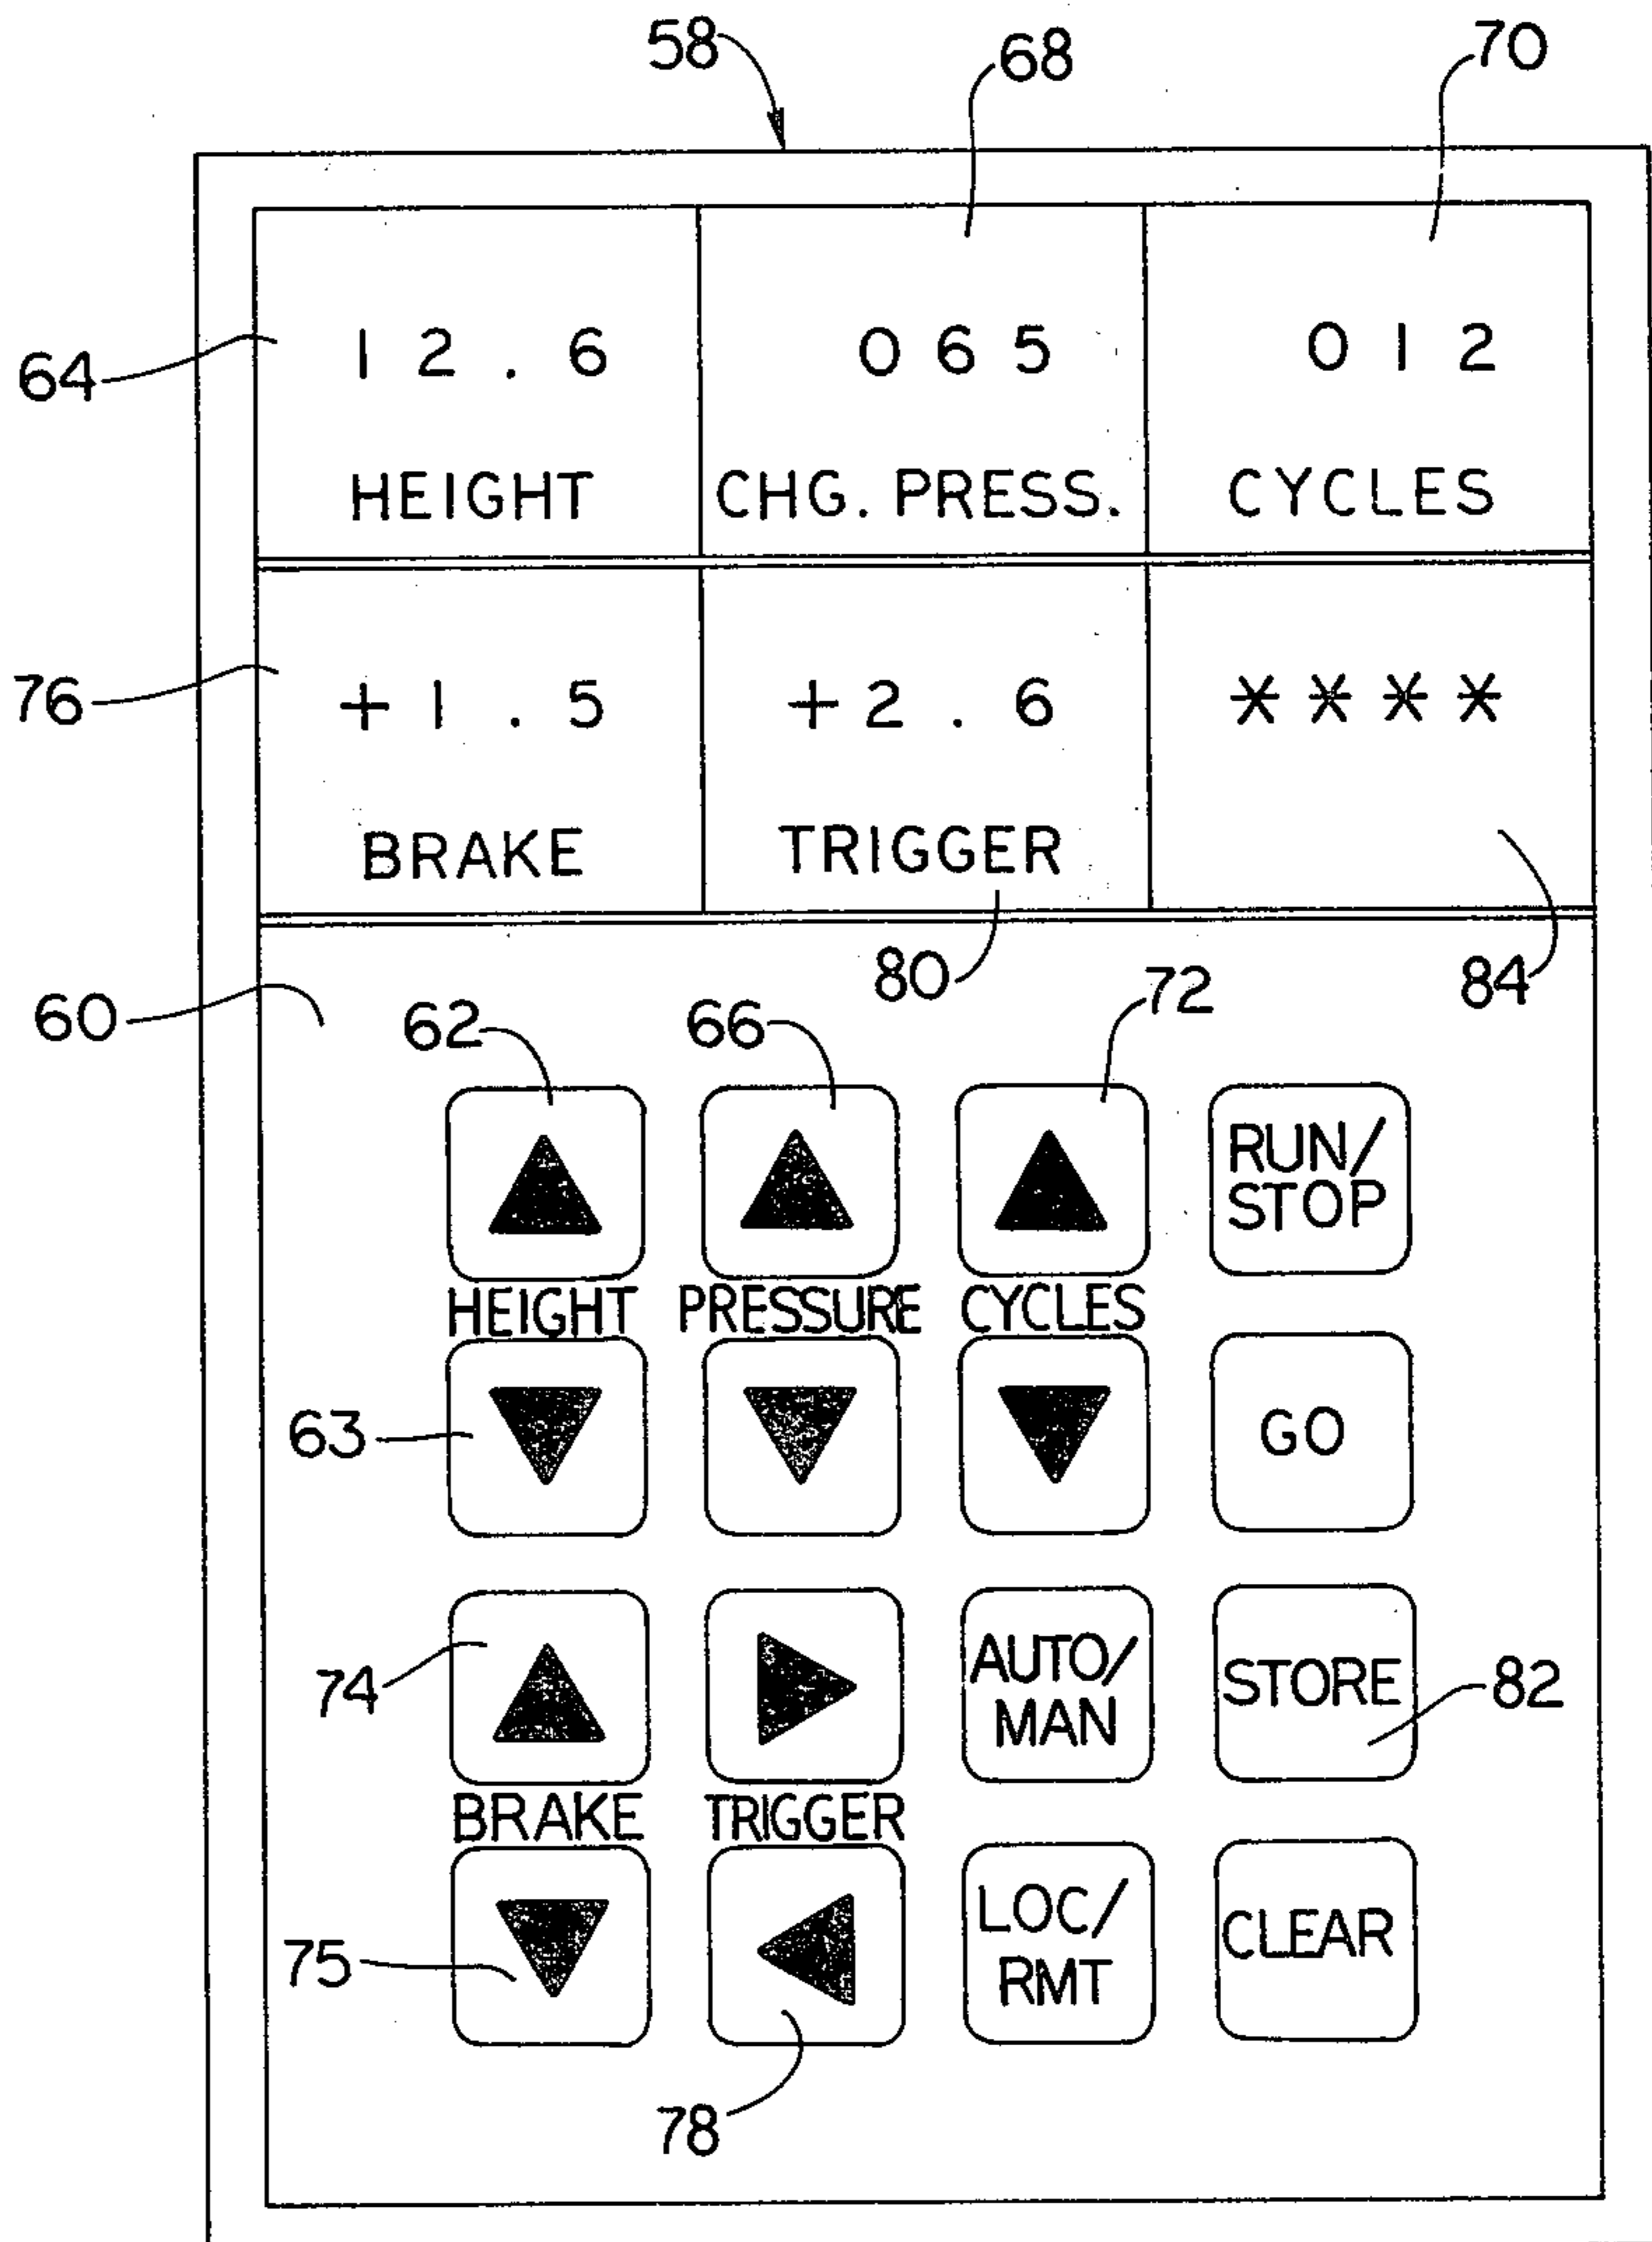 58 68 70
64 12.6 065 012
HEIGHT CHG. PRESS. CYCLES
76 +1.5 +2.6 ****
BRAKE TRIGGER
80 84
60 62 66 72
RUN/
STOP
HEIGHT PRESSURE CYCLES
63 GO
74 AUTO/
MAN STORE 82
BRAKE TRIGGER
75 LOC/
RMT CLEAR
78